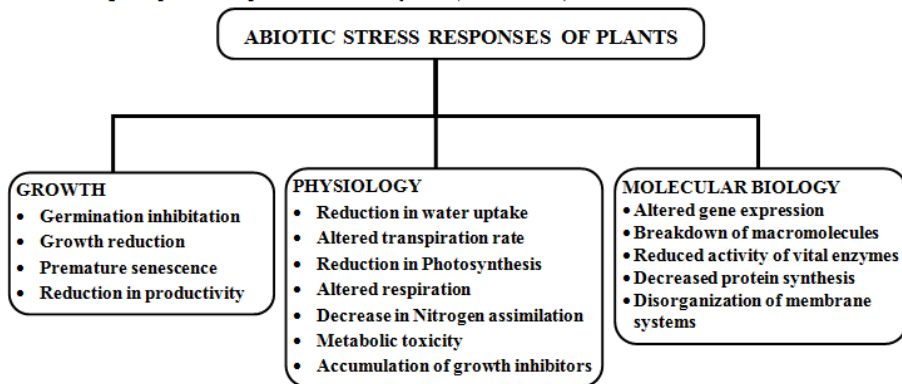 ABIOTIC STRESS RESPONSES OF PLANTS
GROWTH
• Germination inhibitation
• Growth reduction
• Premature senescence
• Reduction in productivity
PHYSIOLOGY
• Reduction in water uptake
• Altered transpiration rate
• Reduction in Photosynthesis
• Altered respiration
• Decrease in Nitrogen assimilation
• Metabolic toxicity
• Accumulation of growth inhibitors
MOLECULAR BIOLOGY
• Altered gene expression
• Breakdown of macromolecules
• Reduced activity of vital enzymes
• Decreased protein synthesis
• Disorganization of membrane
systems